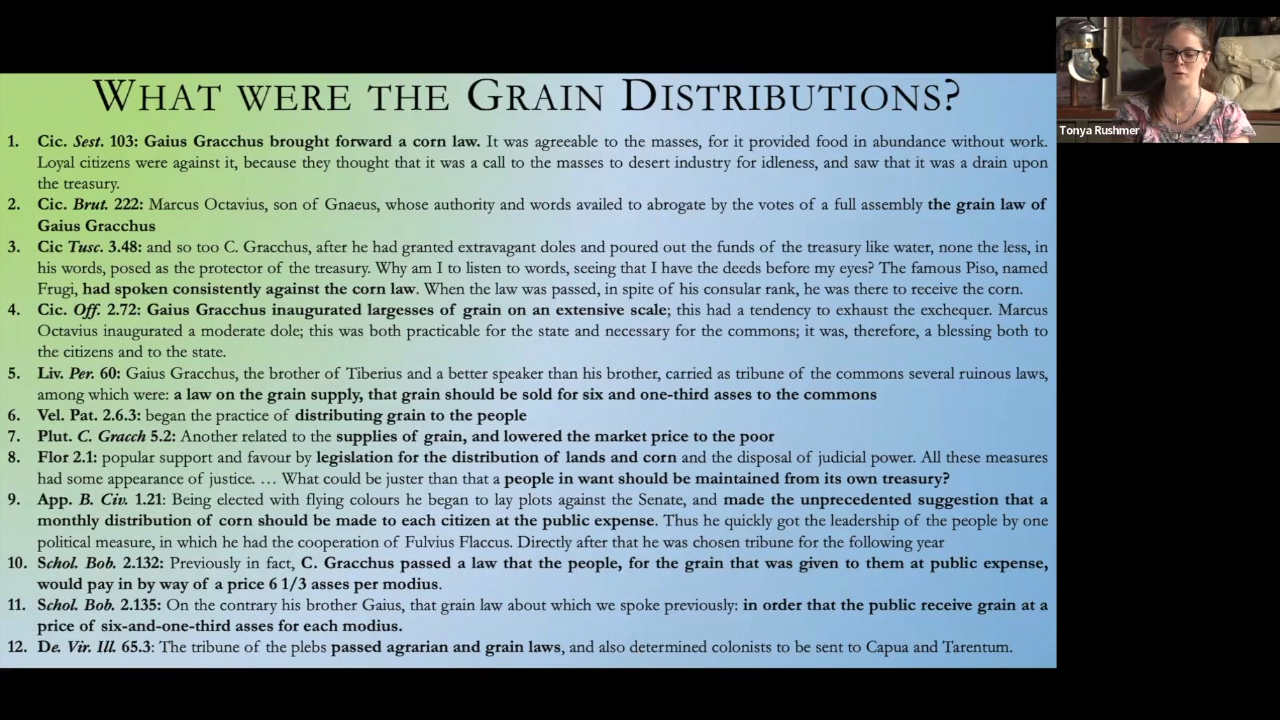 WHAT WERE THE GRAIN DISTRIBUTIONS?
1. Cic. Sest. 103: Gaius Gracchus brought forward a corn law. It was agreeable to the masses, for it provided food in abundance without work.
Loyal citizens were against it, because they thought that it was a call to the masses to desert industry for idleness, and saw that it was a drain upon
the treasury.
2. Cic. Brut. 222: Marcus Octavius, son of Gnaeus, whose authority and words availed to abrogate by the votes of a full assembly the grain law of
Gaius Gracchus
3. Cic Tusc. 3.48: and so too C. Gracchus, after he had granted extravagant doles and poured out the funds of the treasury like water, none the less, in
his words, posed as the protector of the treasury. Why am I to listen to words, seeing that I have the deeds before my eyes? The famous Piso, named
Frugi, had spoken consistently against the corn law. When the law was passed, in spite of his consular rank, he was there to receive the corn.
4. Cic. Off. 2.72: Gaius Gracchus inaugurated largesses of grain on an extensive scale; this had a tendency to exhaust the exchequer. Marcus
Octavius inaugurated a moderate dole; this was both practicable for the state and necessary for the commons; it was, therefore, a blessing both to
the citizens and to the state.
5. Liv. Per. 60: Gaius Gracchus, the brother of Tiberius and a better speaker than his brother, carried as tribune of the commons several ruinous laws,
among which were: a law on the grain supply, that grain should be sold for six and one-third asses to the commons
6. Vel. Pat. 2.6.3: began the practice of distributing grain to the people
7. Plut. C. Gracch 5.2: Another related to the supplies of grain, and lowered the market price to the poor
8. Flor 2.1: popular support and favour by legislation for the distribution of lands and corn and the disposal of judicial power. All these measures
had some appearance of justice. … What could be juster than that a people in want should be maintained from its own treasury?
9. App. B. Civ. 1.21: Being elected with flying colours he began to lay plots against the Senate, and made the unprecedented suggestion that a
monthly distribution of corn should be made to each citizen at the public expense. Thus he quickly got the leadership of the people by one
political measure, in which he had the cooperation of Fulvius Flaccus. Directly after that he was chosen tribune for the following year
10. Schol. Bob. 2.132: Previously in fact, C. Gracchus passed a law that the people, for the grain that was given to them at public expense,
would pay in by way of a price 6 1/3 asses per modius.
11. Schol. Bob. 2.135: On the contrary his brother Gaius, that grain law about which we spoke previously: in order that the public receive grain at a
price of six-and-one-third asses for each modius.
12. De. Vir. Ill. 65.3: The tribune of the plebs passed agrarian and grain laws, and also determined colonists to be sent to Capua and Tarentum.
Tonya Rushmer